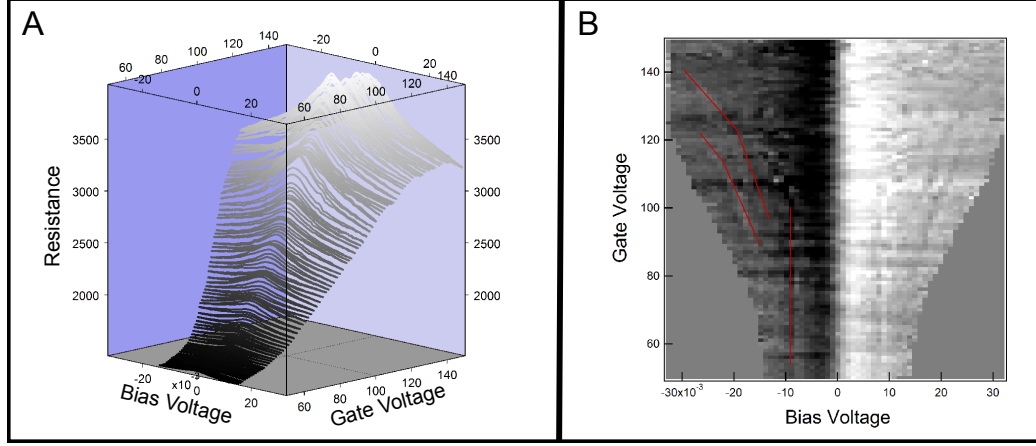 A
60 80 100 120 140
-20 0 20
-20 0 20
60 80 100 120 140
3500 3000 2500 2000
3500 3000 2500 2000
Resistance
-20 0 20
x10-3
60 80 100 120 140
Bias Voltage
Gate Voltage
B
140
120
100
80
60
Gate Voltage
-30x10-3 -20 -10 0 10 20 30
Bias Voltage